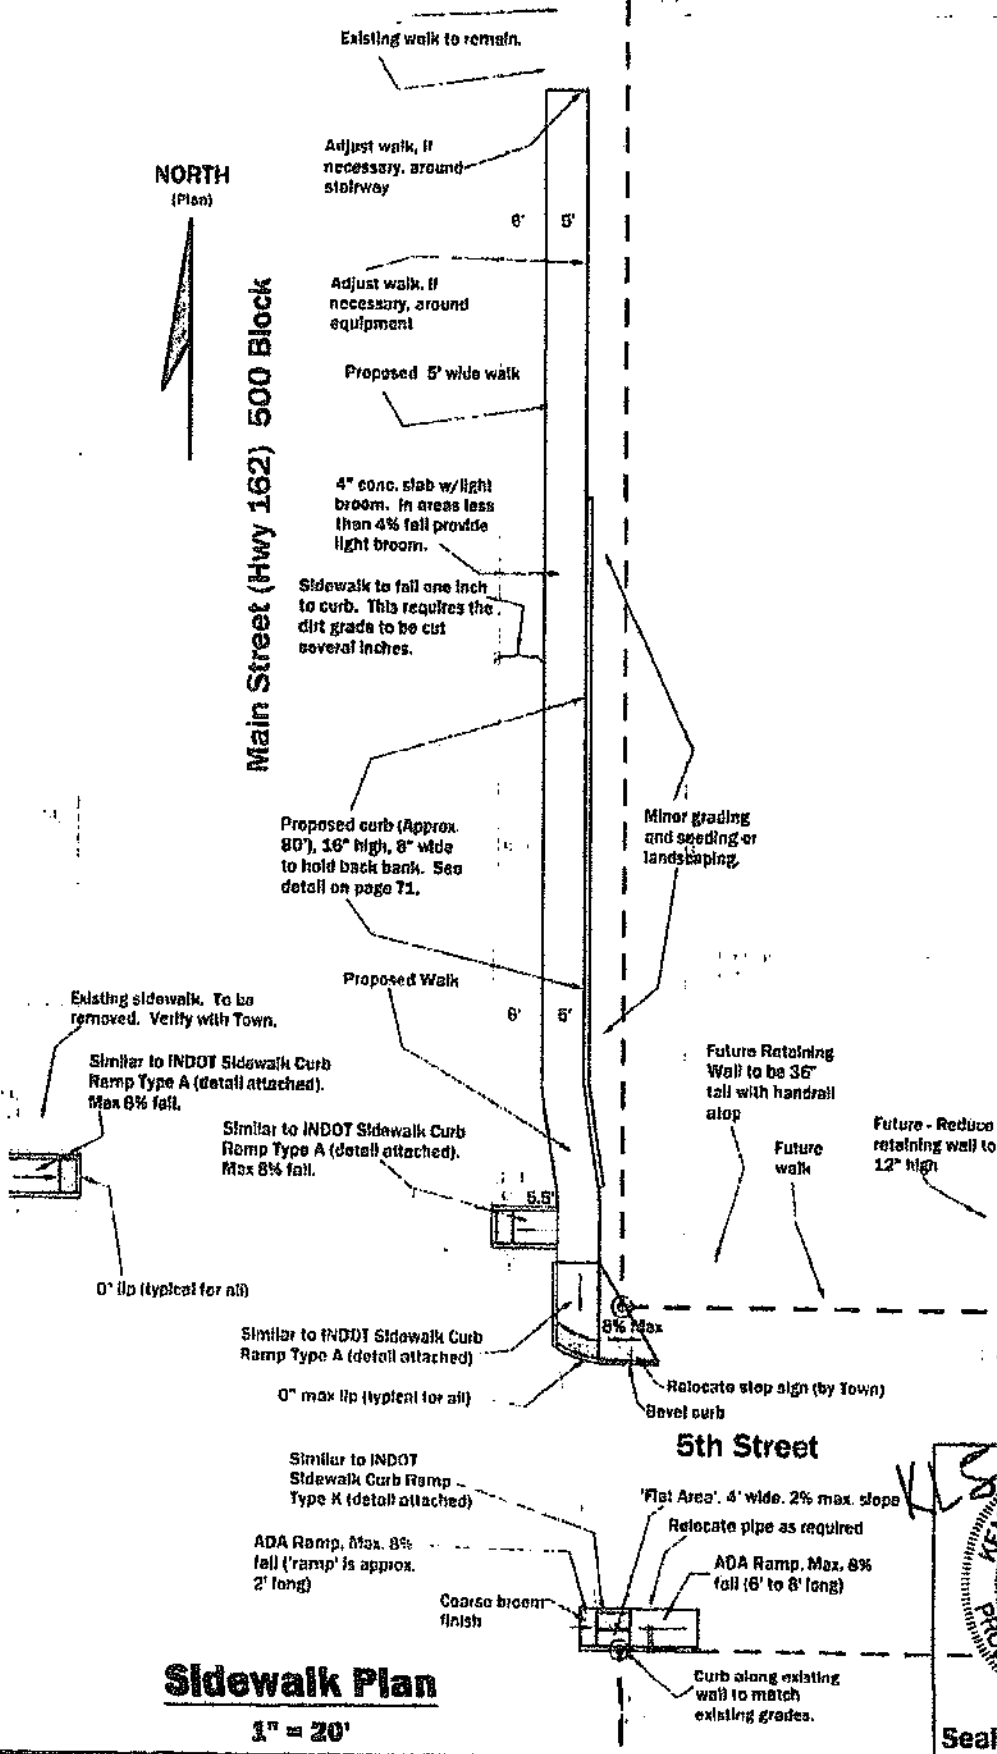 Existing walk to remain.
Adjust walk, if
necessary, around
stairway
NORTH
(Plan)
6' 5'
Adjust walk, if
necessary, around
equipment
Main Street (Hwy 162) 500 Block
Proposed 5' wide walk
4" conc. slab w/light
broom. In areas less
than 4% fall provide
light broom.
Sidewalk to fall one inch
to curb. This requires the
dirt grade to be cut
several inches.
Proposed curb (Approx.
80'), 16" high, 8" wide
to hold back bank. See
detail on page 71.
Minor grading
and seeding or
landscaping.
Proposed Walk
6' 5'
Existing sidewalk. To be
removed. Verify with Town.
Similar to INDOT Sidewalk Curb
Ramp Type A (detail attached).
Max 8% fall.
Similar to INDOT Sidewalk Curb
Ramp Type A (detail attached).
Max 8% fall.
5.5'
Future Retaining
Wall to be 36"
tall with handrail
atop
Future
walk
Future - Reduce
retaining wall to
12" high
0" lip (typical for all)
8% Max
Similar to INDOT Sidewalk Curb
Ramp Type A (detail attached)
0" max lip (typical for all)
Relocate stop sign (by Town)
Bevel curb
5th Street
Similar to INDOT
Sidewalk Curb Ramp
Type K (detail attached)
'Flat Area'. 4' wide. 2% max. slope
Relocate pipe as required
ADA Ramp, Max. 8%
fall ('ramp' is approx.
2' long)
ADA Ramp, Max. 8%
fall (6' to 8' long)
Coarse broom
finish
Curb along existing
wall to match
existing grades.
Sidewalk Plan
1" = 20'
Seal